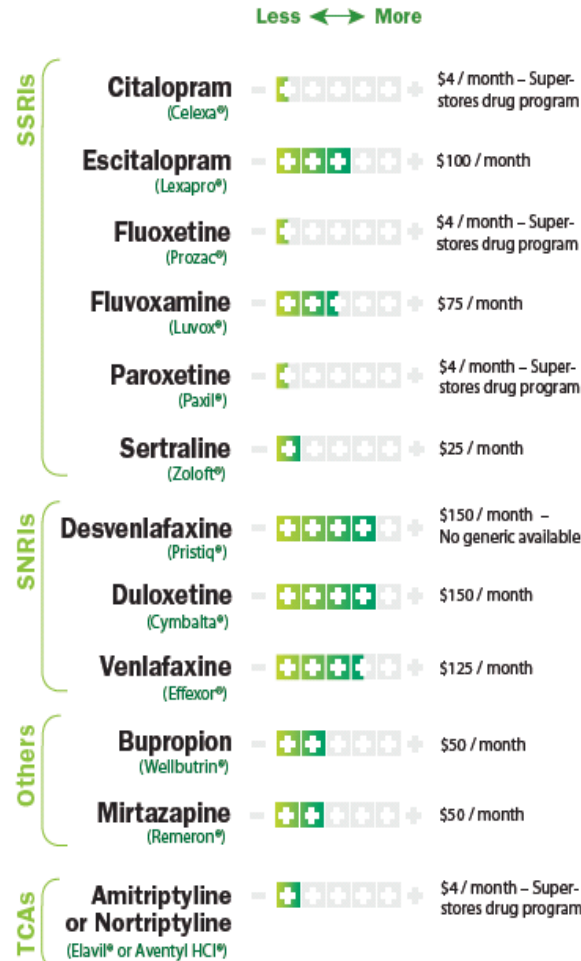 Less More
SSRIs
Citalopram
(Celexa®)
$4 / month – Super-
stores drug program
Escitalopram
(Lexapro®)
$100 / month
Fluoxetine
(Prozac®)
$4 / month – Super-
stores drug program
Fluvoxamine
(Luvox®)
$75 / month
Paroxetine
(Paxil®)
$4 / month – Super-
stores drug program
Sertraline
(Zoloft®)
$25 / month
SNRIs
Desvenlafaxine
(Pristiq®)
$150 / month –
No generic available
Duloxetine
(Cymbalta®)
$150 / month
Venlafaxine
(Effexor®)
$125 / month
Others
Bupropion
(Wellbutrin®)
$50 / month
Mirtazapine
(Remeron®)
$50 / month
TCAs
Amitriptyline
or Nortriptyline
(Elavil® or Aventyl HCl®)
$4 / month – Super-
stores drug program